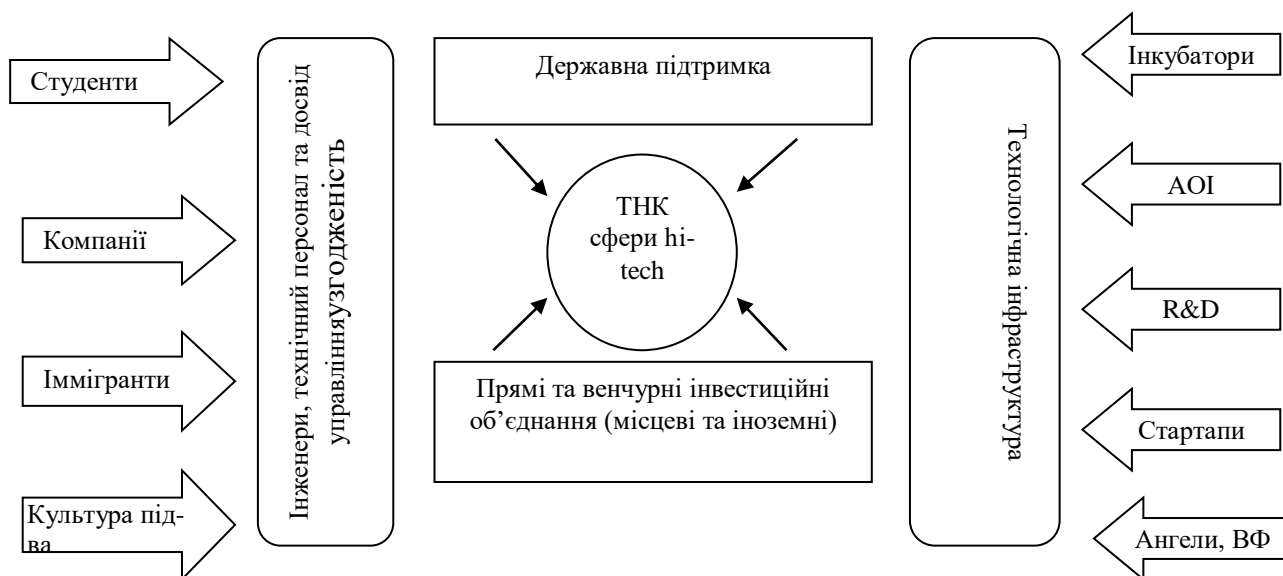 Студенти
Компанії
Іммігранти
Культура під-
ва
Інженери, технічний персонал та досвід
управлінняузгодженість
Державна підтримка
ТНК
сфери hi-
tech
Прямі та венчурні інвестиційні
об’єднання (місцеві та іноземні)
Технологічна інфраструктура
Інкубатори
АОІ
R&D
Стартапи
Ангели, ВФ